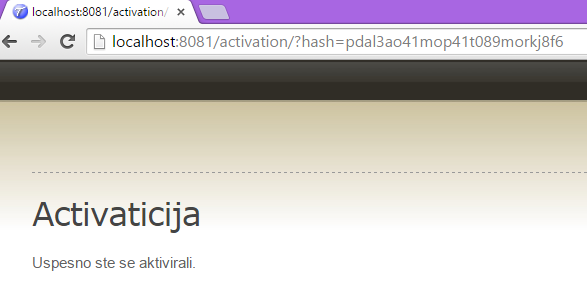 localhost:8081/activation/
localhost:8081/activation/?hash=pdal3ao41mop41t089morkj8f6
Activaticija
Uspesno ste se aktivirali.